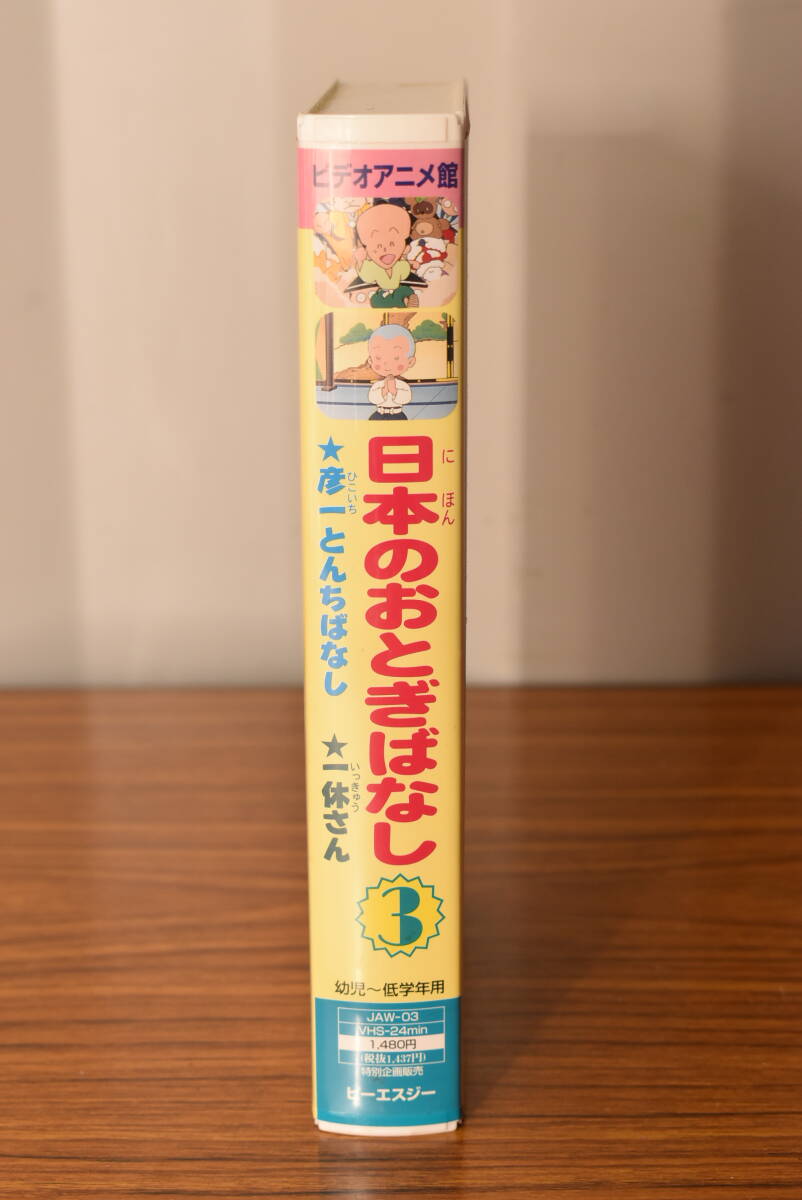 ビデオアニメ館
日本のおとぎばなし
に ほん
3
★彦一とんちばなし
ひこいち
★一休さん
いっきゅう
幼児～低学年用
JAW-03
VHS-24min
1,480円
(税抜1,437円)
特別企画販売
ピーエスジー